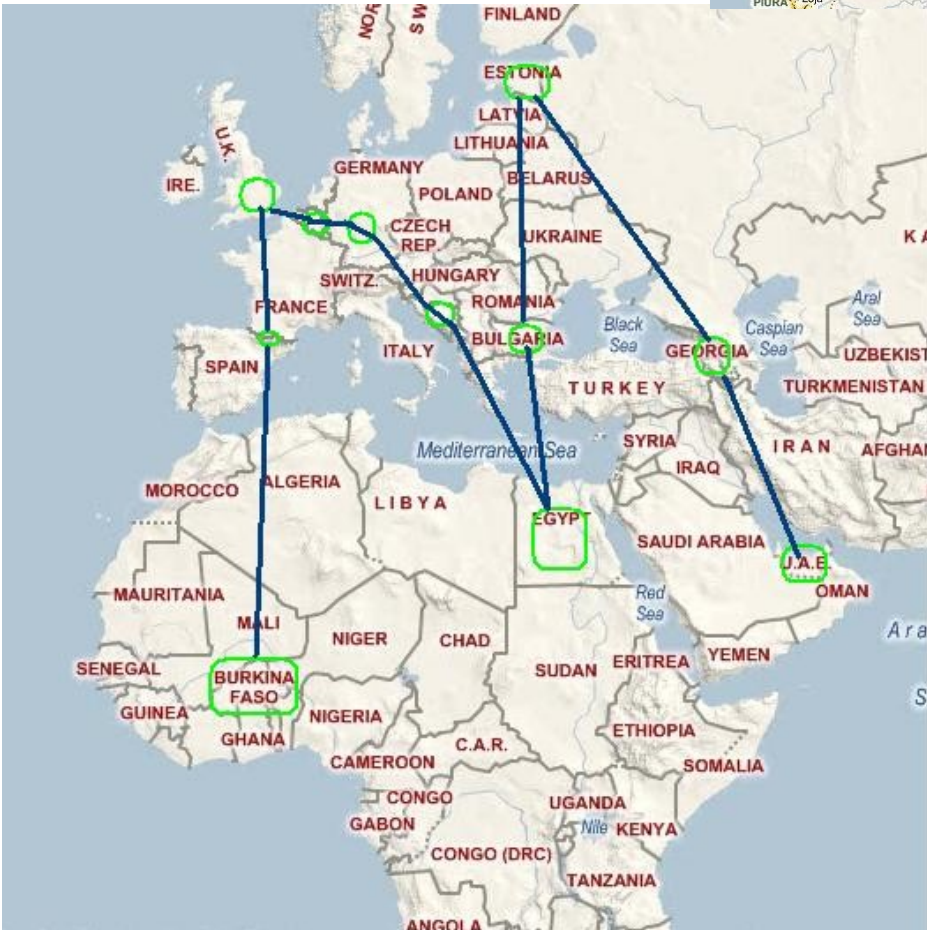 PIURA
Loja
FINLAND
NOR
SW
ESTONIA
LATVIA
LITHUANIA
U.K.
IRE.
GERMANY
POLAND
BELARUS
CZECH
REP.
UKRAINE
K A
SWITZ.
HUNGARY
FRANCE
ROMANIA
Aral
Sea
Black
Sea
Caspian
Sea
ITALY
BULGARIA
GEORGIA
UZBEKIST
SPAIN
TURKEY
TURKMENISTAN
Mediterranean Sea
SYRIA
IRAN
AFGHAN
IRAQ
MOROCCO
ALGERIA
LIBYA
EGYPT
SAUDI ARABIA
U.A.E.
OMAN
MAURITANIA
Red
Sea
MALI
NIGER
CHAD
A r a
SENEGAL
BURKINA
FASO
SUDAN
ERITREA
YEMEN
S
GUINEA
NIGERIA
GHANA
ETHIOPIA
C.A.R.
CAMEROON
SOMALIA
CONGO
UGANDA
GABON
Nile
KENYA
CONGO (DRC)
TANZANIA
ANGOLA